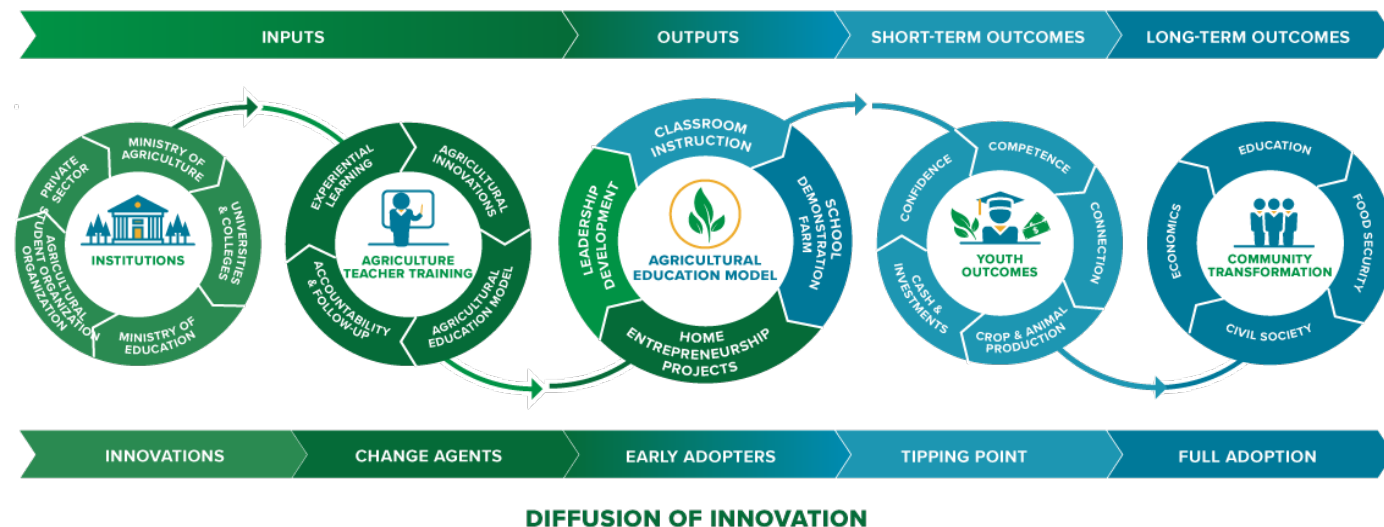 INPUTS
OUTPUTS
SHORT-TERM OUTCOMES
LONG-TERM OUTCOMES
PRIVATE
SECTOR
MINISTRY OF
AGRICULTURE
UNIVERSITIES
& COLLEGES
MINISTRY OF
EDUCATION
AGRICULTURAL
STUDENT ORGANIZATION
ORGANIZATION
INSTITUTIONS
EXPERIENTIAL
LEARNING
AGRICULTURAL
INNOVATIONS
AGRICULTURAL
EDUCATION MODEL
ACCOUNTABILITY
& FOLLOW-UP
AGRICULTURE
TEACHER TRAINING
CLASSROOM
INSTRUCTION
SCHOOL
DEMONSTRATION
FARM
HOME
ENTREPRENEURSHIP
PROJECTS
LEADERSHIP
DEVELOPMENT
AGRICULTURAL
EDUCATION MODEL
CONFIDENCE
COMPETENCE
CONNECTION
CROP & ANIMAL
PRODUCTION
CASH &
INVESTMENTS
YOUTH
OUTCOMES
EDUCATION
FOOD SECURITY
CIVIL SOCIETY
ECONOMICS
COMMUNITY
TRANSFORMATION
INNOVATIONS
CHANGE AGENTS
EARLY ADOPTERS
TIPPING POINT
FULL ADOPTION
DIFFUSION OF INNOVATION